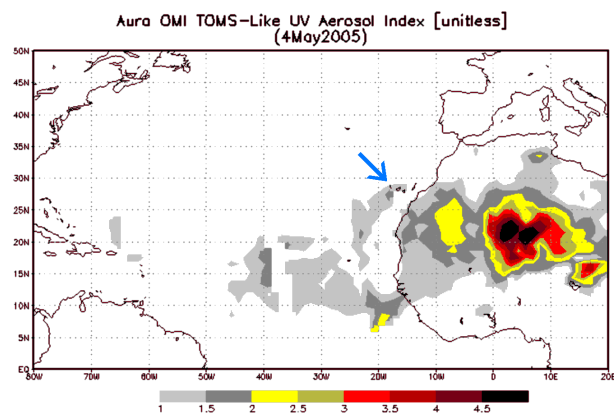 Aura OMI TOMS-Like UV Aerosol Index [unitless]
(4May2005)
50N
45N
40N
35N
30N
25N
20N
15N
10N
5N
EQ
80W 70W 60W 50W 40W 30W 20W 10W 0 10E 20E
1 1.5 2 2.5 3 3.5 4 4.5